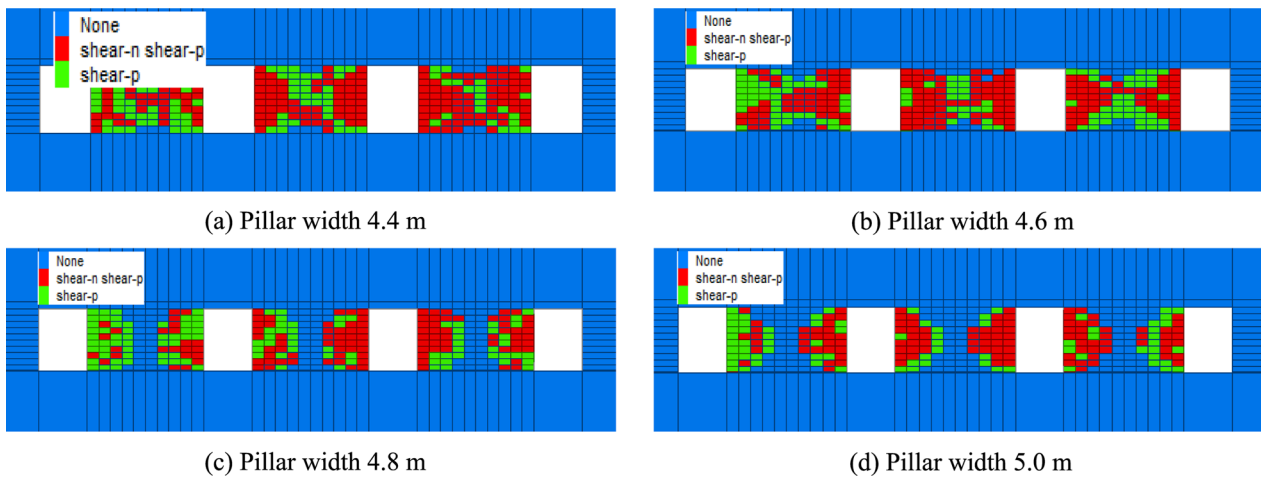 None
shear-n shear-p
shear-p
(a) Pillar width 4.4 m
None
shear-n shear-p
shear-p
(b) Pillar width 4.6 m
None
shear-n shear-p
shear-p
(c) Pillar width 4.8 m
None
shear-n shear-p
shear-p
(d) Pillar width 5.0 m